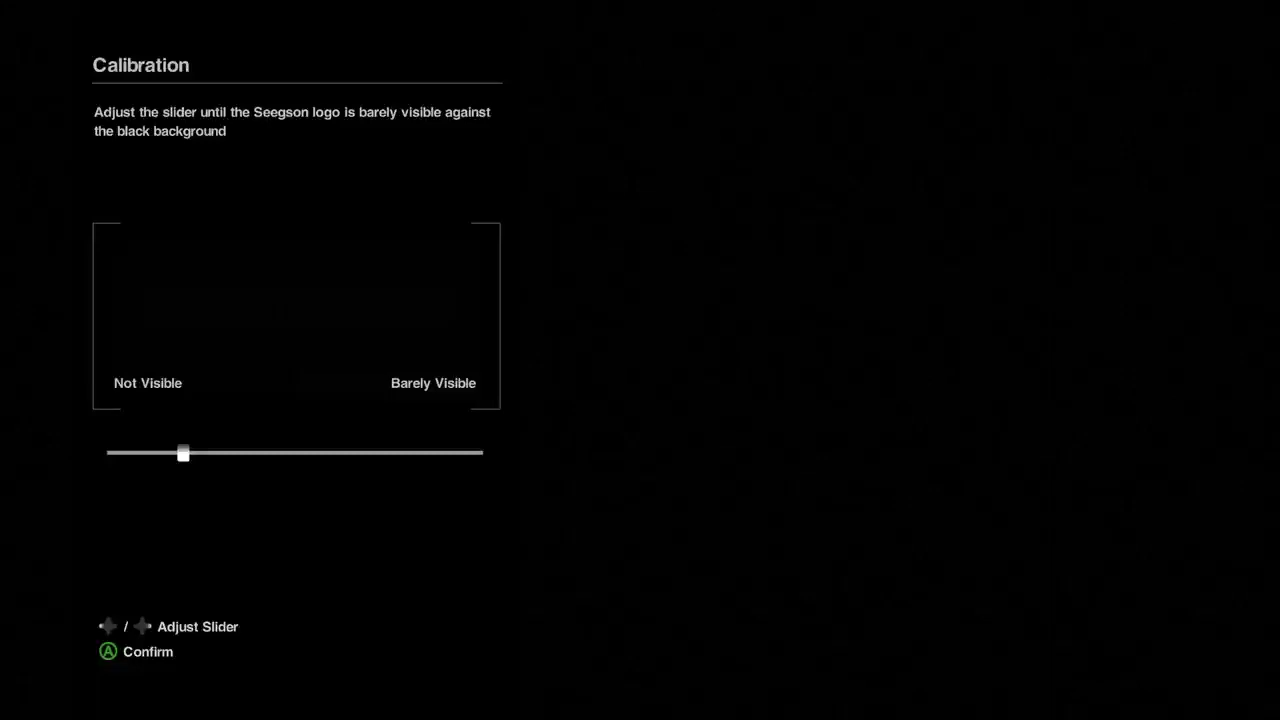 Calibration
Adjust the slider until the Seegson logo is barely visible against
the black background
Not Visible Barely Visible
/ Adjust Slider
A Confirm